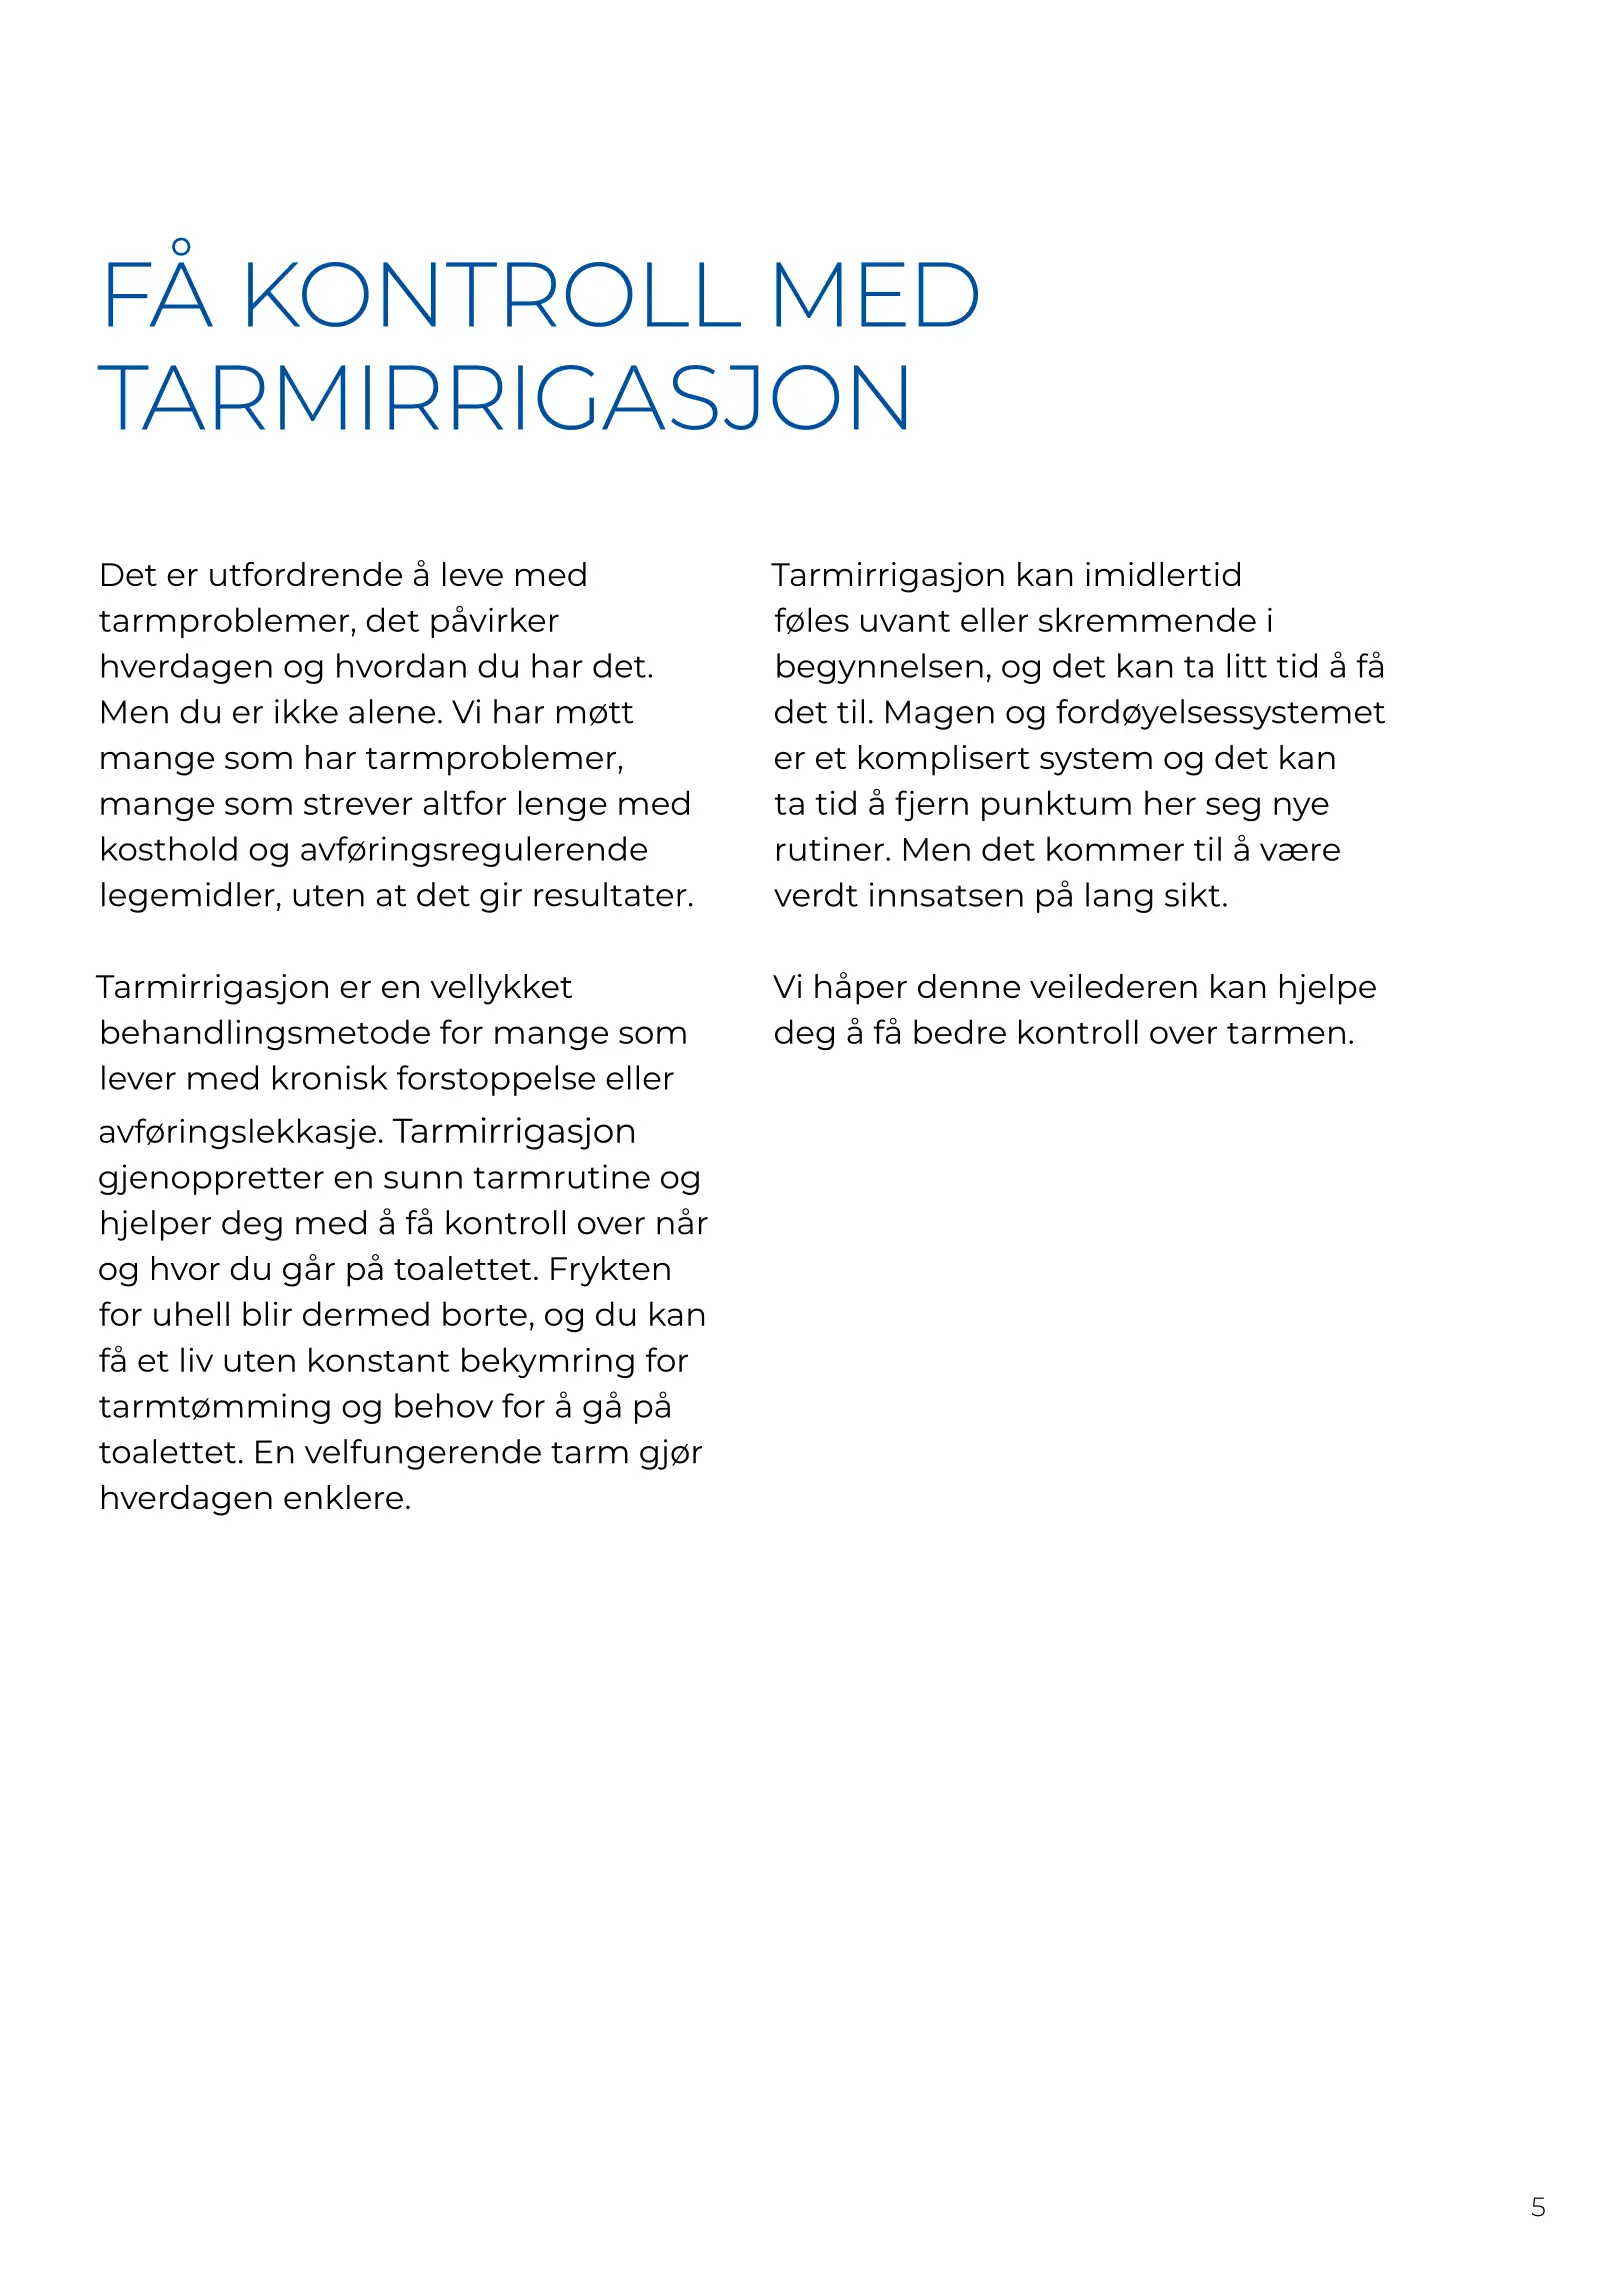 FÅ KONTROLL MED
TARMIRRIGASJON
Det er utfordrende å leve med
tarmproblemer, det påvirker
hverdagen og hvordan du har det.
Men du er ikke alene. Vi har møtt
mange som har tarmproblemer,
mange som strever altfor lenge med
kosthold og avføringsregulerende
legemidler, uten at det gir resultater.
Tarmirrigasjon er en vellykket
behandlingsmetode for mange som
lever med kronisk forstoppelse eller
avføringslekkasje. Tarmirrigasjon
gjenoppretter en sunn tarmrutine og
hjelper deg med å få kontroll over når
og hvor du går på toalettet. Frykten
for uhell blir dermed borte, og du kan
få et liv uten konstant bekymring for
tarmtømming og behov for å gå på
toalettet. En velfungerende tarm gjør
hverdagen enklere.
Tarmirrigasjon kan imidlertid
føles uvant eller skremmende i
begynnelsen, og det kan ta litt tid å få
det til. Magen og fordøyelsessystemet
er et komplisert system og det kan
ta tid å fjern punktum her seg nye
rutiner. Men det kommer til å være
verdt innsatsen på lang sikt.
Vi håper denne veilederen kan hjelpe
deg å få bedre kontroll over tarmen.
5